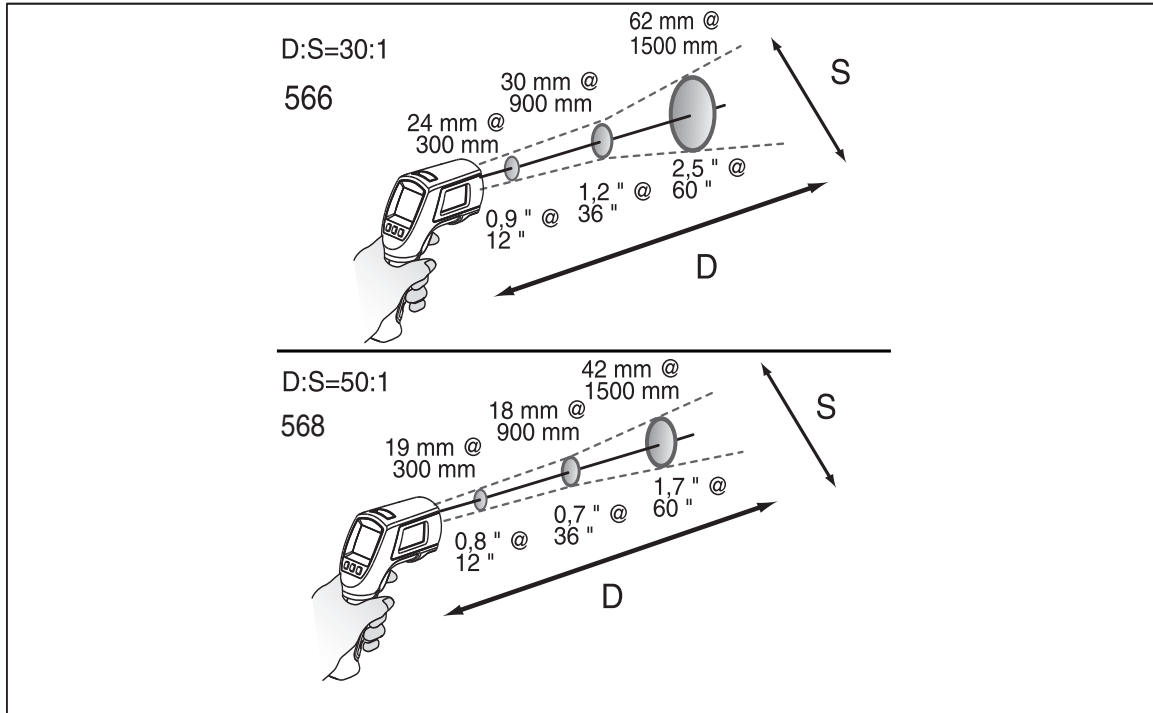 D:S=30:1
566
62 mm @
1500 mm
30 mm @
900 mm
24 mm @
300 mm
S
0,9 " @
12 "
1,2 " @
36 "
2,5 " @
60 "
D
D:S=50:1
568
42 mm @
1500 mm
18 mm @
900 mm
19 mm @
300 mm
S
0,8 " @
12 "
0,7 " @
36 "
1,7 " @
60 "
D